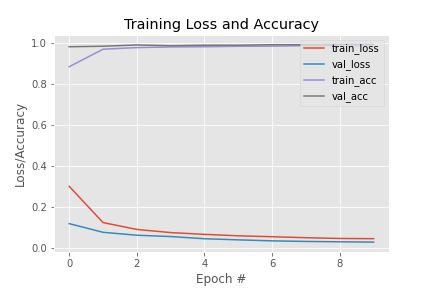 Training Loss and Accuracy
1.0
0.8
0.6
0.4
0.2
0.0
Loss/Accuracy
train_loss
val_loss
train_acc
val_acc
0 2 4 6 8
Epoch #